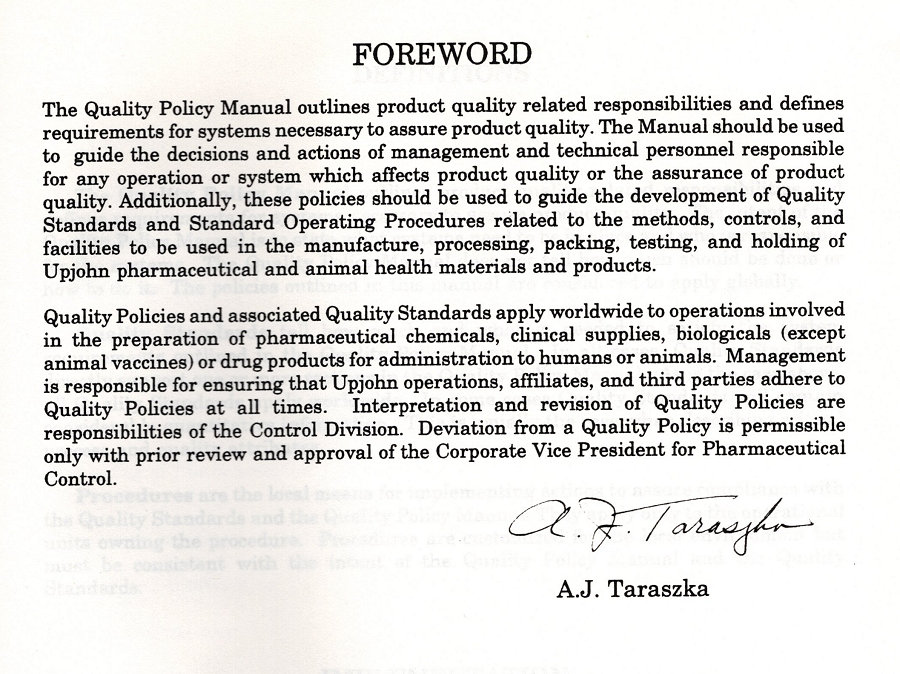 FOREWORD
The Quality Policy Manual outlines product quality related responsibilities and defines
requirements for systems necessary to assure product quality. The Manual should be used
to guide the decisions and actions of management and technical personnel responsible
for any operation or system which affects product quality or the assurance of product
quality. Additionally, these policies should be used to guide the development of Quality
Standards and Standard Operating Procedures related to the methods, controls, and
facilities to be used in the manufacture, processing, packing, testing, and holding of
Upjohn pharmaceutical and animal health materials and products.
Quality Policies and associated Quality Standards apply worldwide to operations involved
in the preparation of pharmaceutical chemicals, clinical supplies, biologicals (except
animal vaccines) or drug products for administration to humans or animals. Management
is responsible for ensuring that Upjohn operations, affiliates, and third parties adhere to
Quality Policies at all times. Interpretation and revision of Quality Policies are
responsibilities of the Control Division. Deviation from a Quality Policy is permissible
only with prior review and approval of the Corporate Vice President for Pharmaceutical
Control.
A J Taraszka
A.J. Taraszka